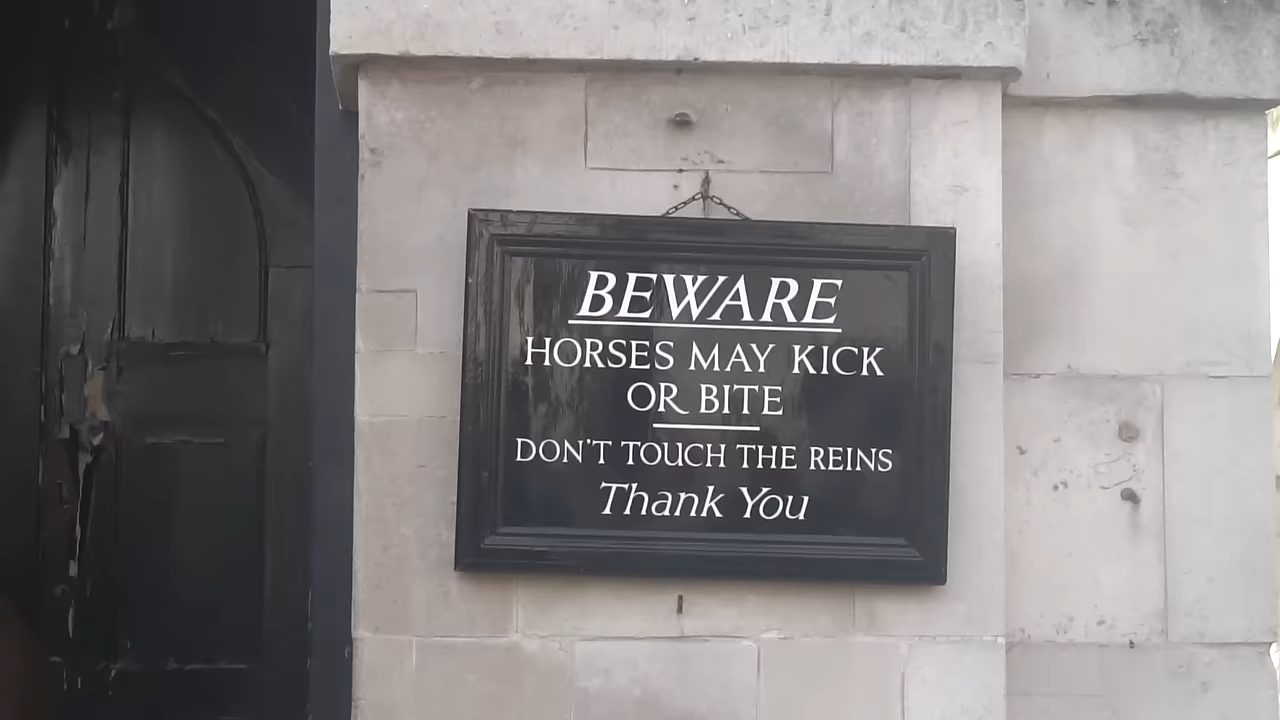 BEWARE
HORSES MAY KICK
OR BITE
DON'T TOUCH THE REINS
Thank You